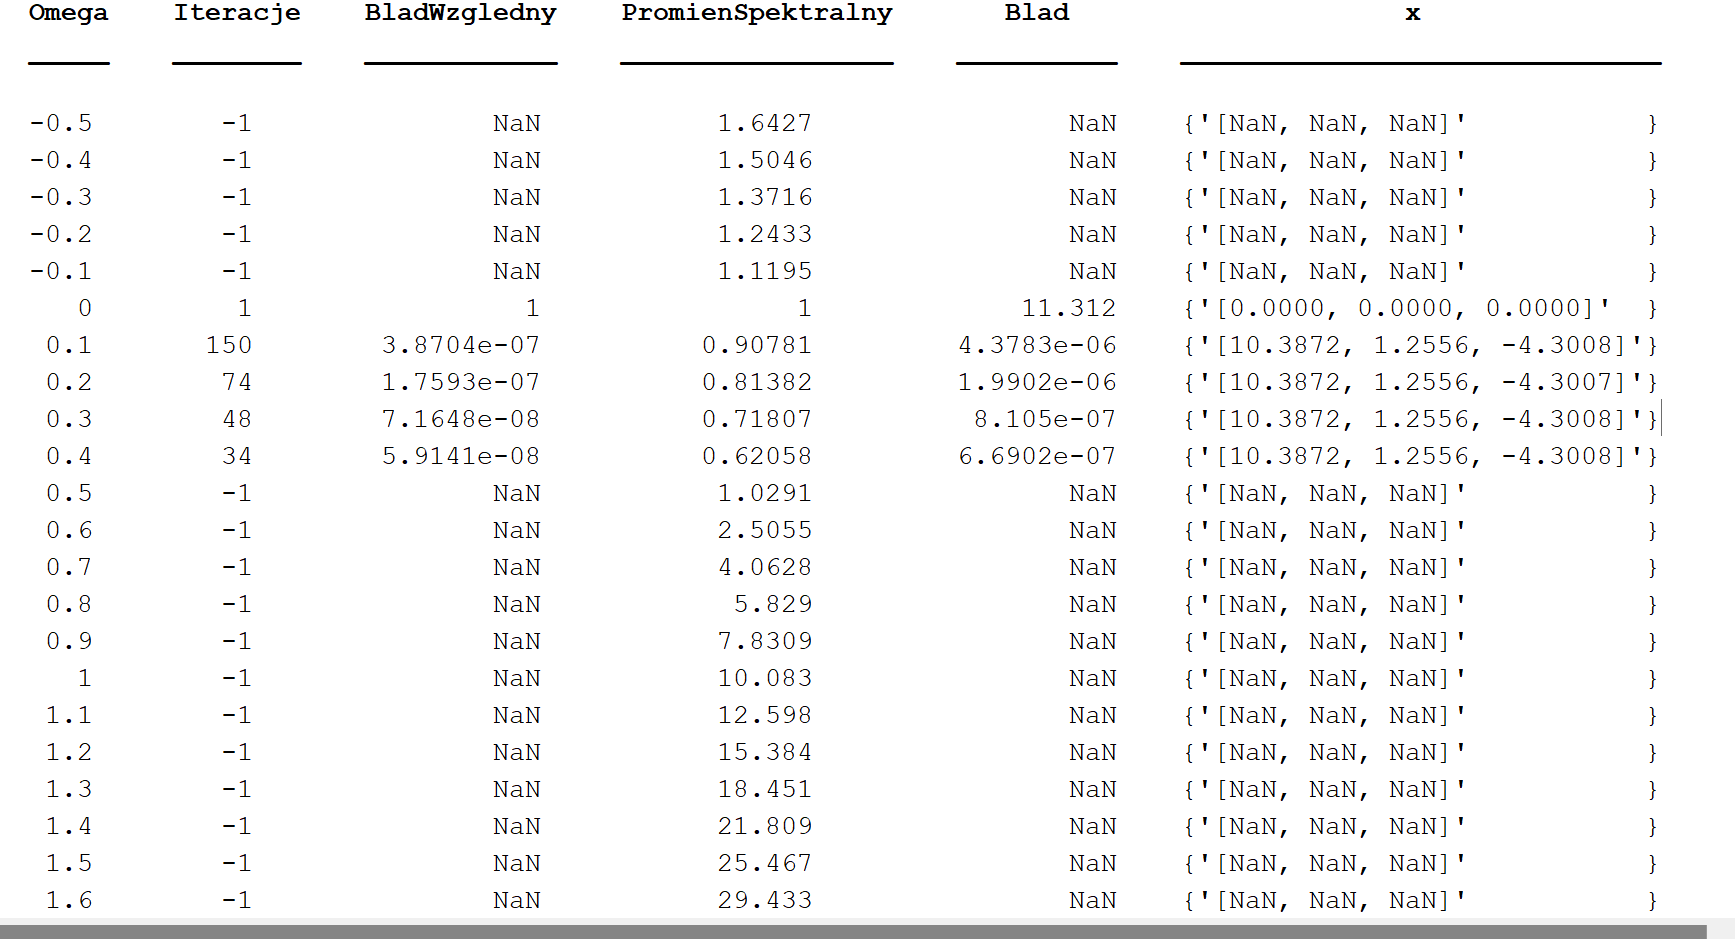 Omega Iteracje BladWzgledny PromienSpektralny Blad x
-0.5 -1 NaN 1.6427 NaN {'[NaN, NaN, NaN]' }
-0.4 -1 NaN 1.5046 NaN {'[NaN, NaN, NaN]' }
-0.3 -1 NaN 1.3716 NaN {'[NaN, NaN, NaN]' }
-0.2 -1 NaN 1.2433 NaN {'[NaN, NaN, NaN]' }
-0.1 -1 NaN 1.1195 NaN {'[NaN, NaN, NaN]' }
0 1 1 1 11.312 {'[0.0000, 0.0000, 0.0000]' }
0.1 150 3.8704e-07 0.90781 4.3783e-06 {'[10.3872, 1.2556, -4.3008]'}
0.2 74 1.7593e-07 0.81382 1.9902e-06 {'[10.3872, 1.2556, -4.3007]'}
0.3 48 7.1648e-08 0.71807 8.105e-07 {'[10.3872, 1.2556, -4.3008]'}
0.4 34 5.9141e-08 0.62058 6.6902e-07 {'[10.3872, 1.2556, -4.3008]'}
0.5 -1 NaN 1.0291 NaN {'[NaN, NaN, NaN]' }
0.6 -1 NaN 2.5055 NaN {'[NaN, NaN, NaN]' }
0.7 -1 NaN 4.0628 NaN {'[NaN, NaN, NaN]' }
0.8 -1 NaN 5.829 NaN {'[NaN, NaN, NaN]' }
0.9 -1 NaN 7.8309 NaN {'[NaN, NaN, NaN]' }
1 -1 NaN 10.083 NaN {'[NaN, NaN, NaN]' }
1.1 -1 NaN 12.598 NaN {'[NaN, NaN, NaN]' }
1.2 -1 NaN 15.384 NaN {'[NaN, NaN, NaN]' }
1.3 -1 NaN 18.451 NaN {'[NaN, NaN, NaN]' }
1.4 -1 NaN 21.809 NaN {'[NaN, NaN, NaN]' }
1.5 -1 NaN 25.467 NaN {'[NaN, NaN, NaN]' }
1.6 -1 NaN 29.433 NaN {'[NaN, NaN, NaN]' }